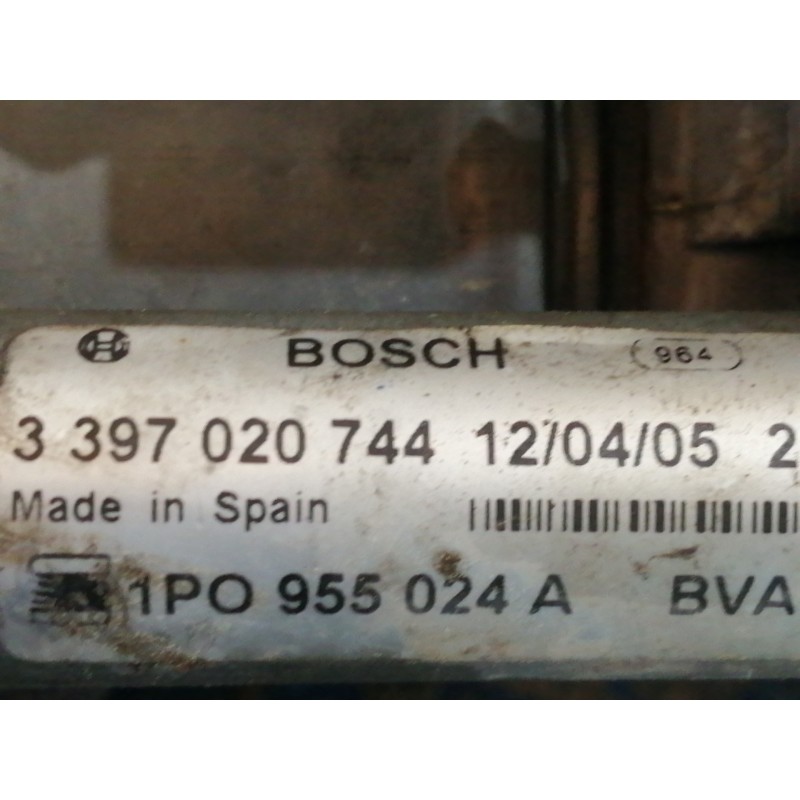 BOSCH 964
3 397 020 744 12/04/05 2
Made in Spain
1PO 955 024 A BVA